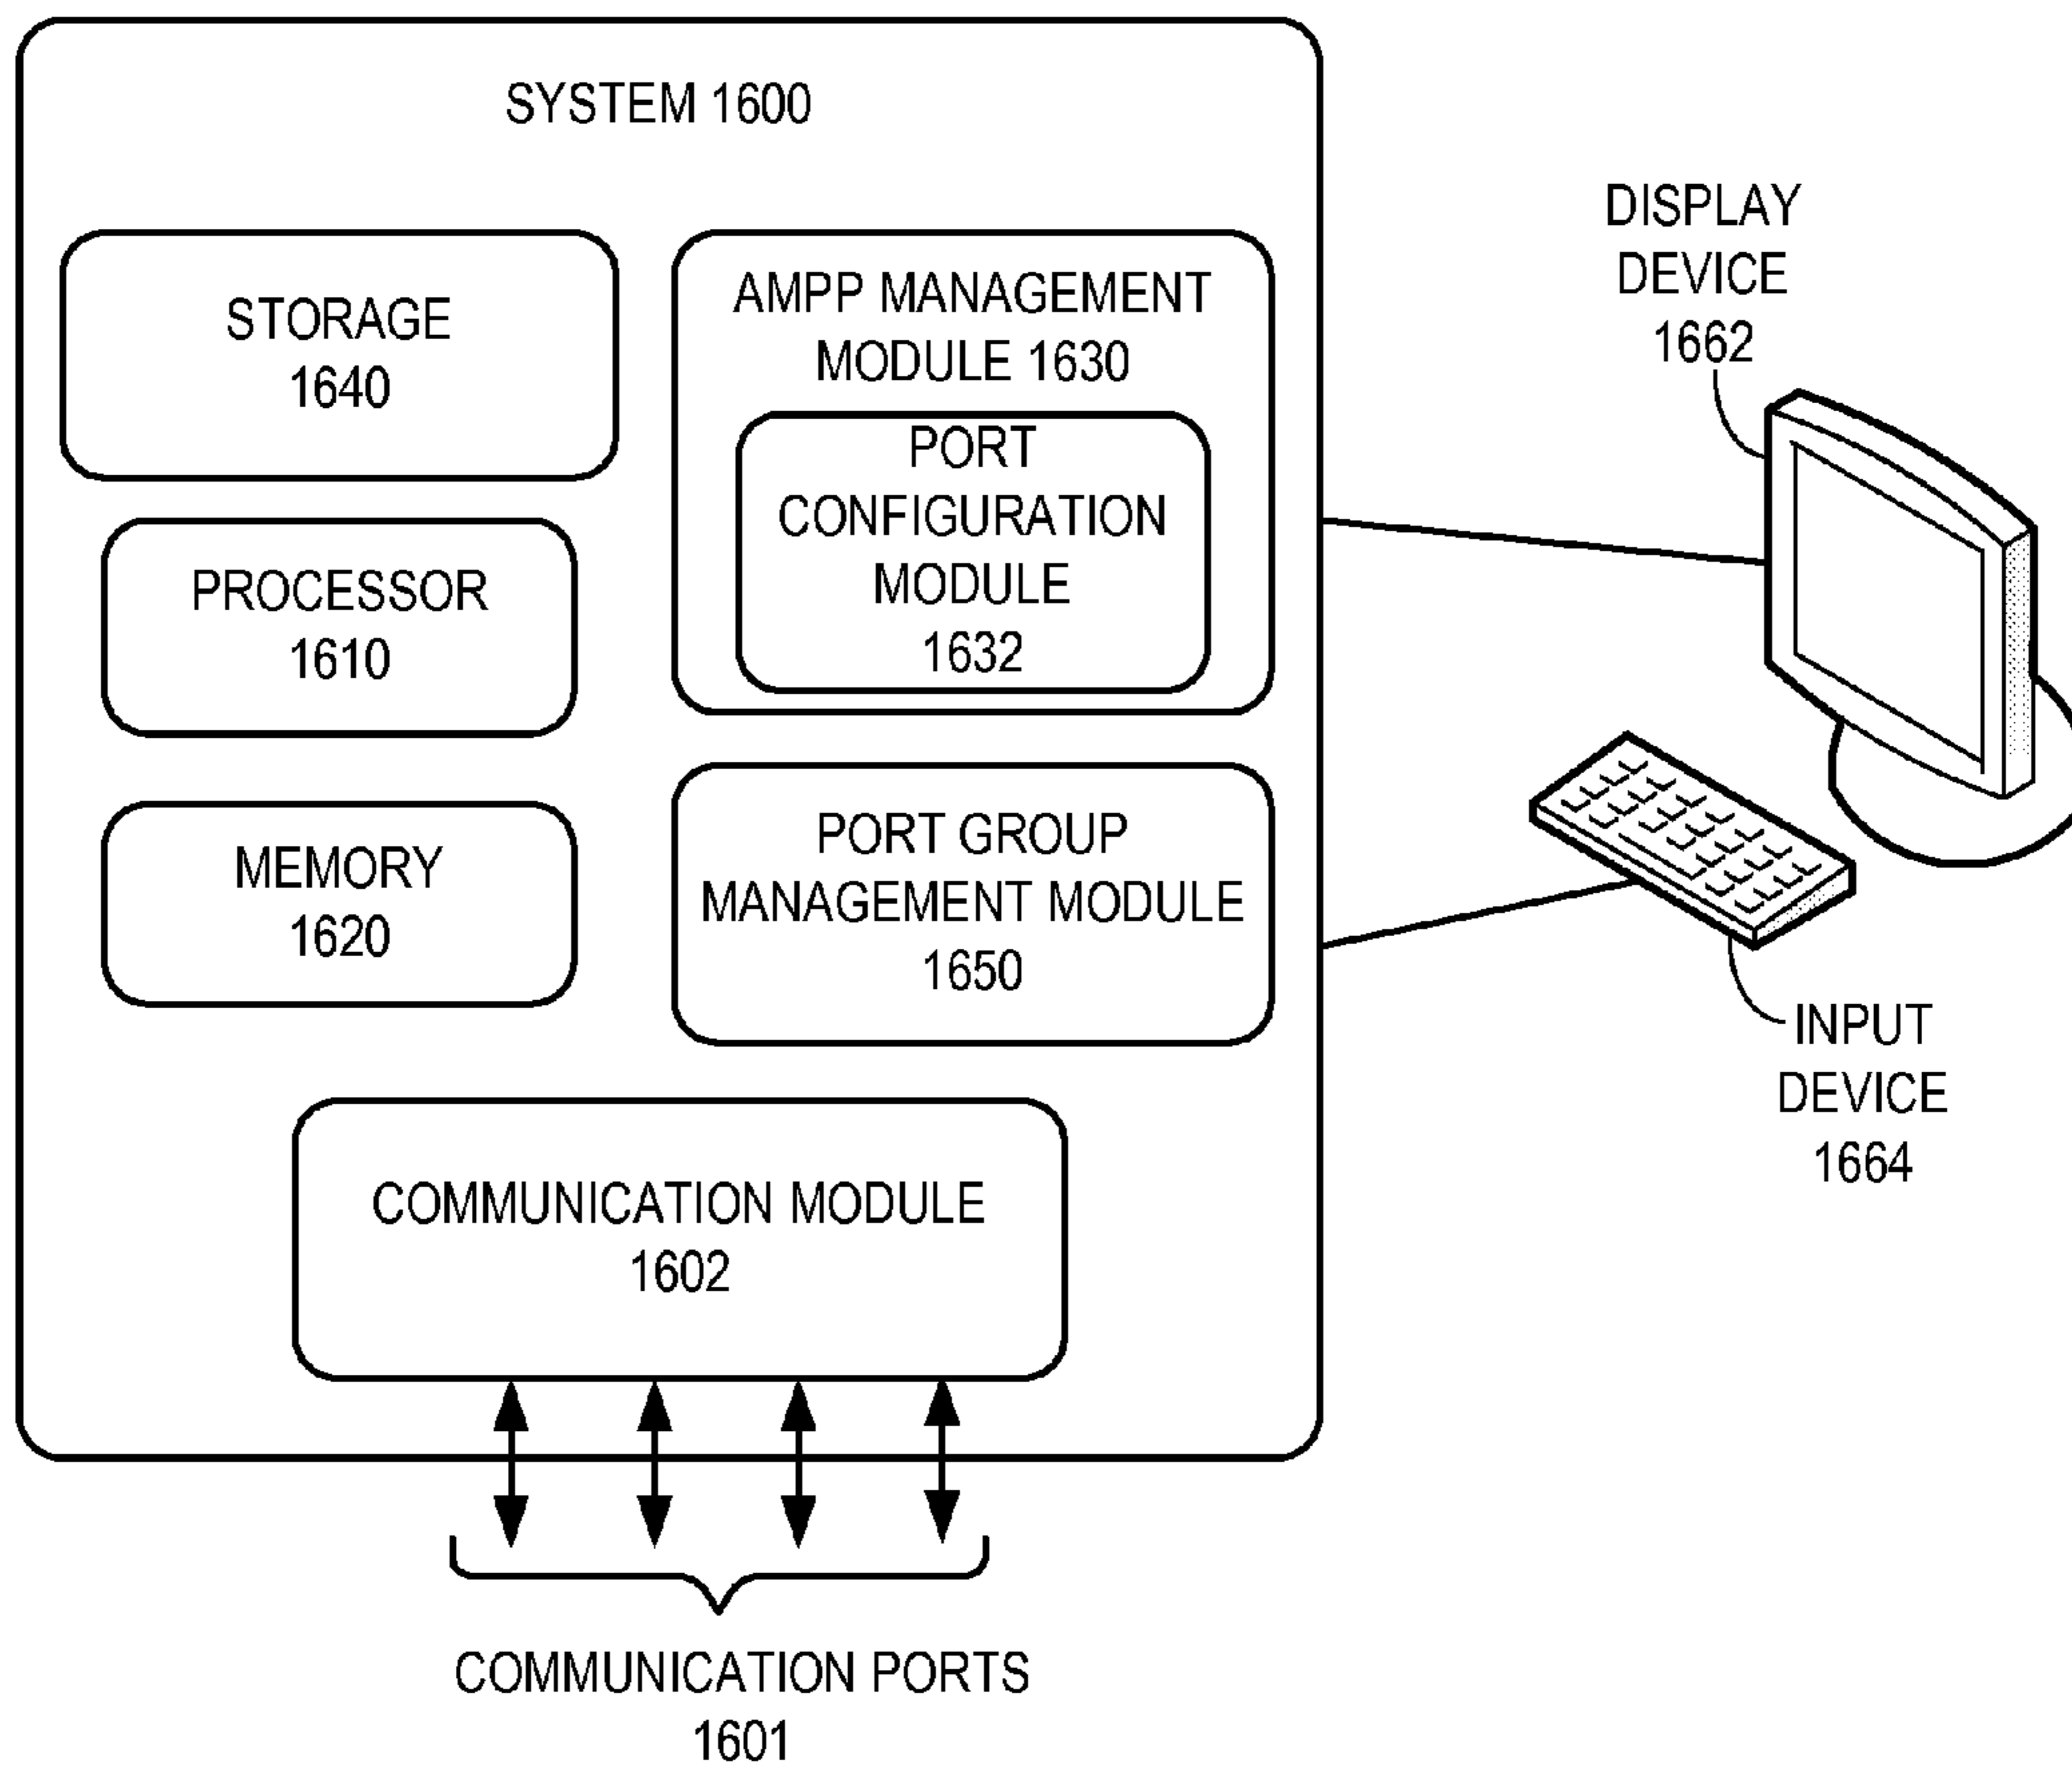 SYSTEM 1600
STORAGE
1640
PROCESSOR
1610
MEMORY
1620
AMPP MANAGEMENT
MODULE 1630
PORT
CONFIGURATION
MODULE
1632
PORT GROUP
MANAGEMENT MODULE
1650
COMMUNICATION MODULE
1602
COMMUNICATION PORTS
1601
DISPLAY
DEVICE
1662
INPUT
DEVICE
1664